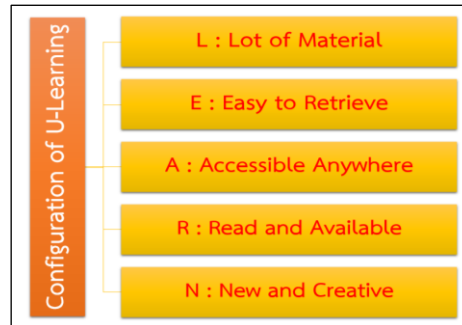 Configuration of U-Learning
L : Lot of Material
E : Easy to Retrieve
A : Accessible Anywhere
R : Read and Available
N : New and Creative